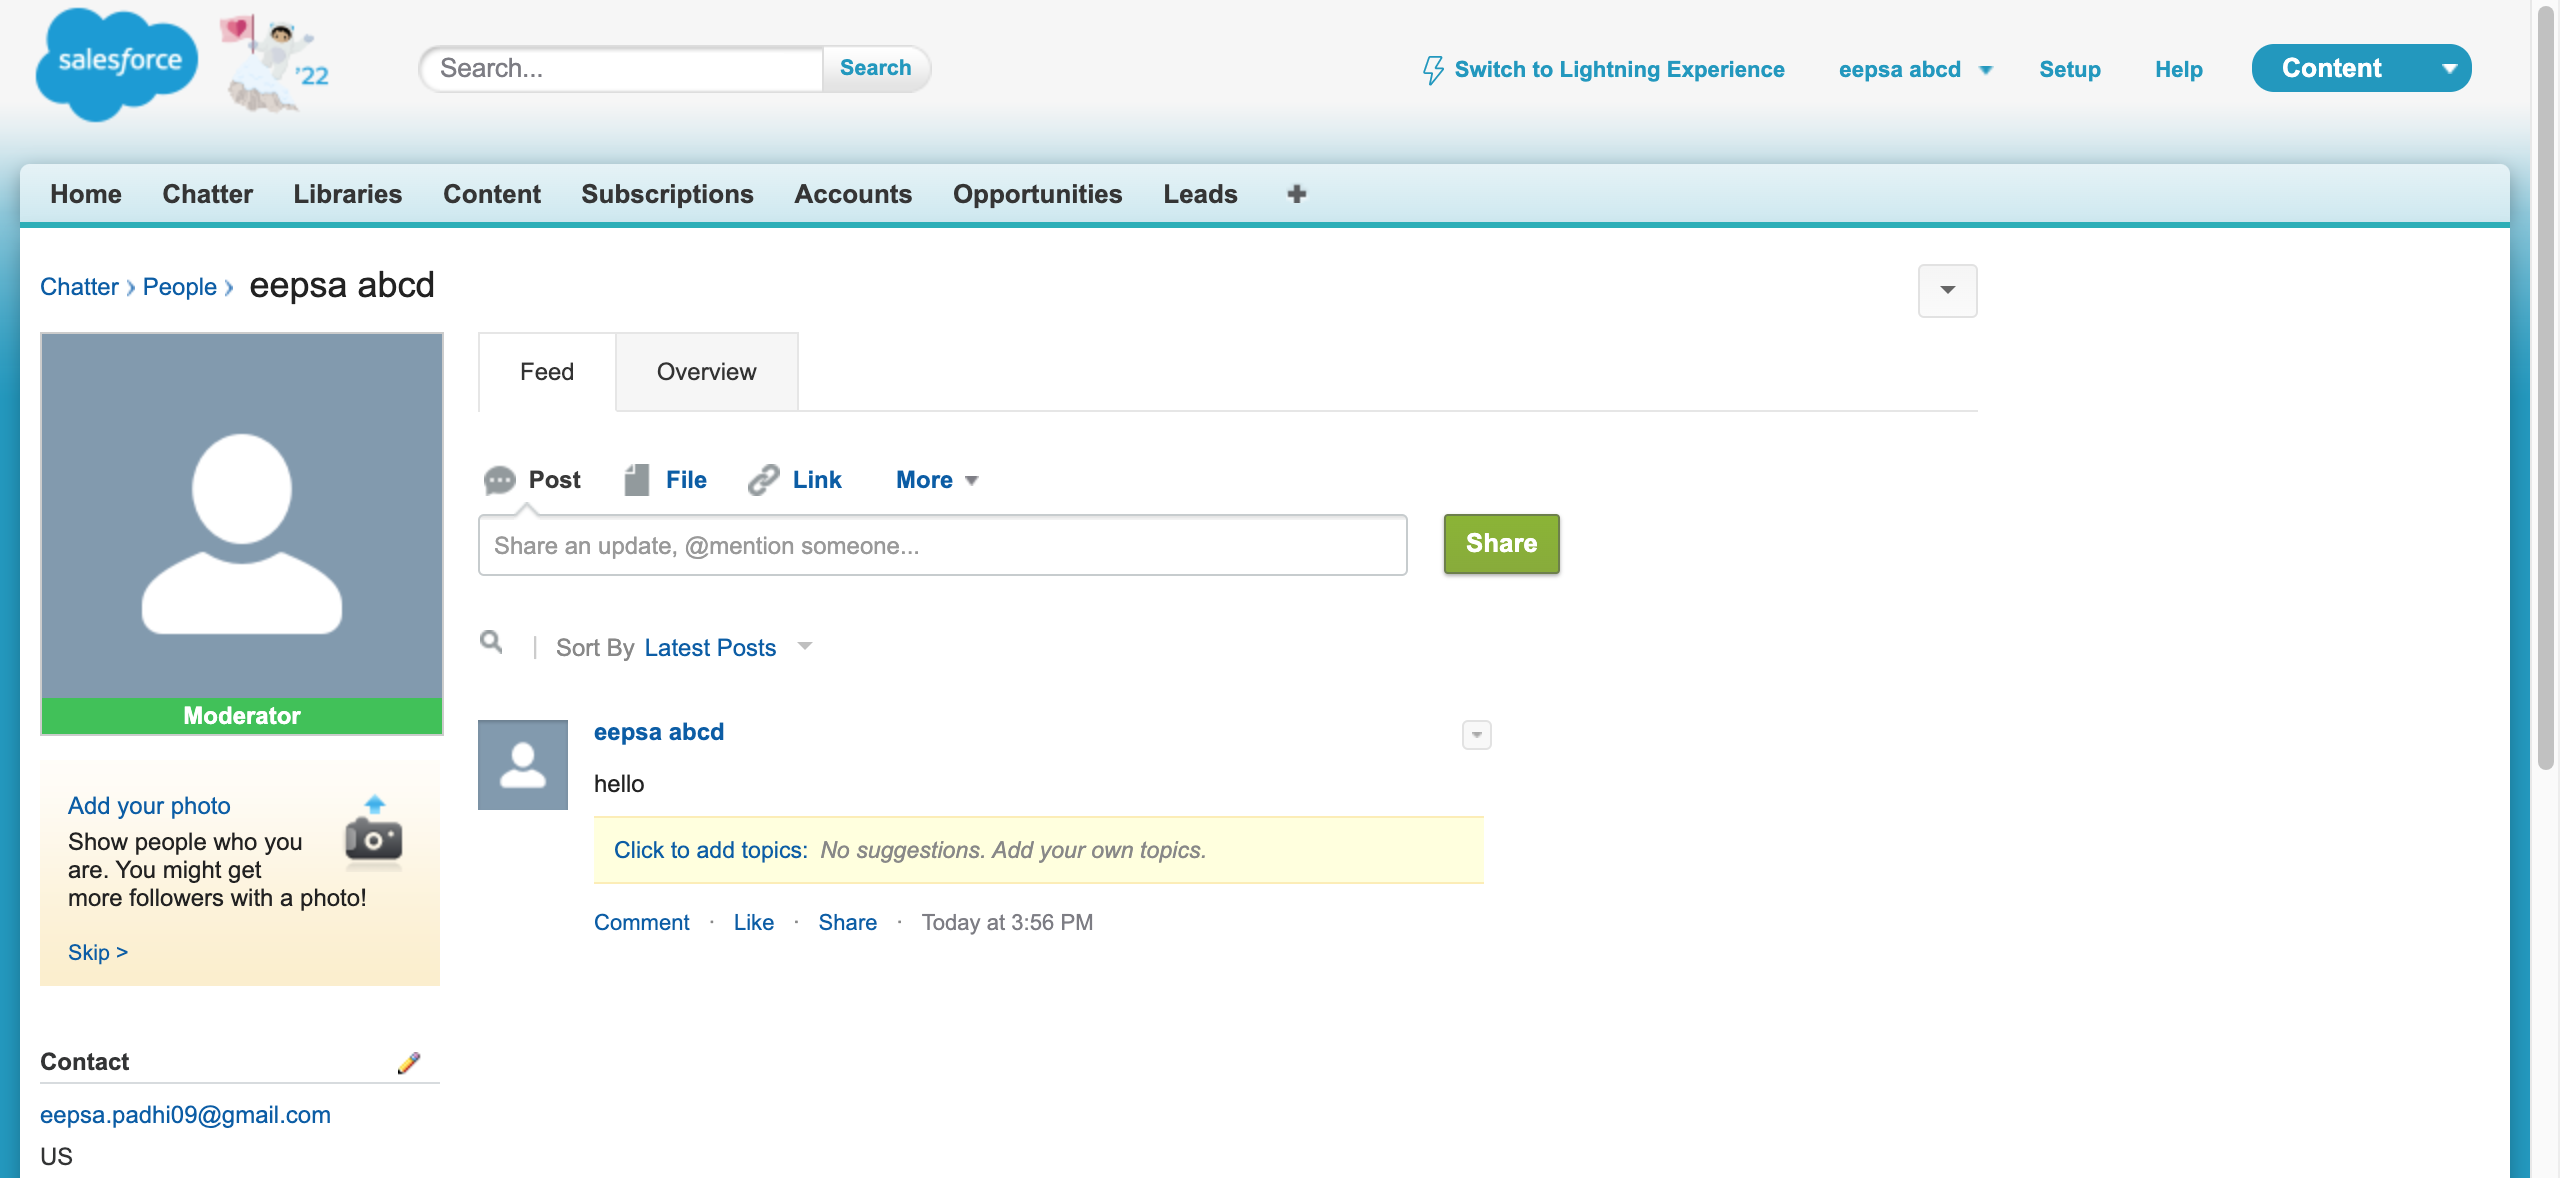 salesforce
'22
Search...
Search
Switch to Lightning Experience
eepsa abcd
Setup
Help
Content
Home
Chatter
Libraries
Content
Subscriptions
Accounts
Opportunities
Leads
Chatter
People
eepsa abcd
Feed
Overview
Post
File
Link
More
Share an update, @mention someone...
Share
Sort By Latest Posts
Moderator
eepsa abcd
hello
Click to add topics: No suggestions. Add your own topics.
Comment · Like · Share · Today at 3:56 PM
Add your photo
Show people who you
are. You might get
more followers with a photo!
Skip >
Contact
eepsa.padhi09@gmail.com
US